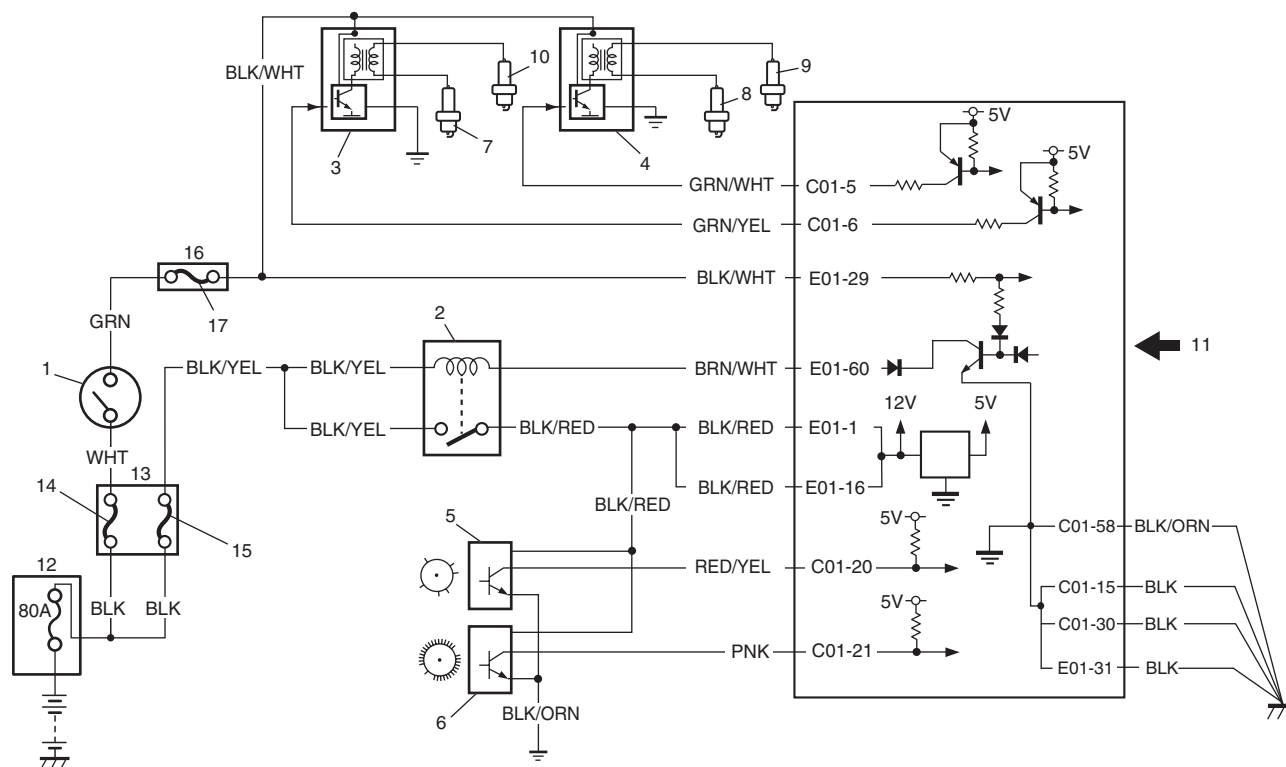 10
9
BLK/WHT
8
7
3
4
5V
5V
GRN/WHT
C01-5
GRN/YEL
C01-6
16
BLK/WHT
E01-29
17
GRN
2
11
BLK/YEL
BLK/YEL
BRN/WHT
E01-60
1
12V
5V
BLK/YEL
BLK/RED
BLK/RED
E01-1
WHT
13
14
BLK/RED
E01-16
BLK/RED
15
5
5V
C01-58
BLK/ORN
12
RED/YEL
C01-20
80A
BLK
BLK
C01-15
BLK
5V
C01-30
BLK
PNK
C01-21
E01-31
BLK
6
BLK/ORN